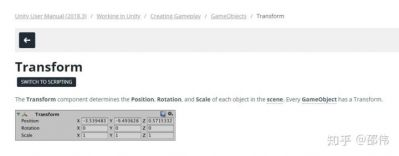 Unity User Manual (2018.3) / Working in Unity / Creating Gameplay / GameObjects / Transform
Transform
SWITCH TO SCRIPTING
The Transform component determines the Position, Rotation, and Scale of each object in the scene. Every GameObject has a Transform.
Transform
Position X -3.539483 Y -9.493628 Z 0.5715332
Rotation X 0 Y 0 Z 0
Scale X 1 Y 1 Z 1
知乎 @邵伟